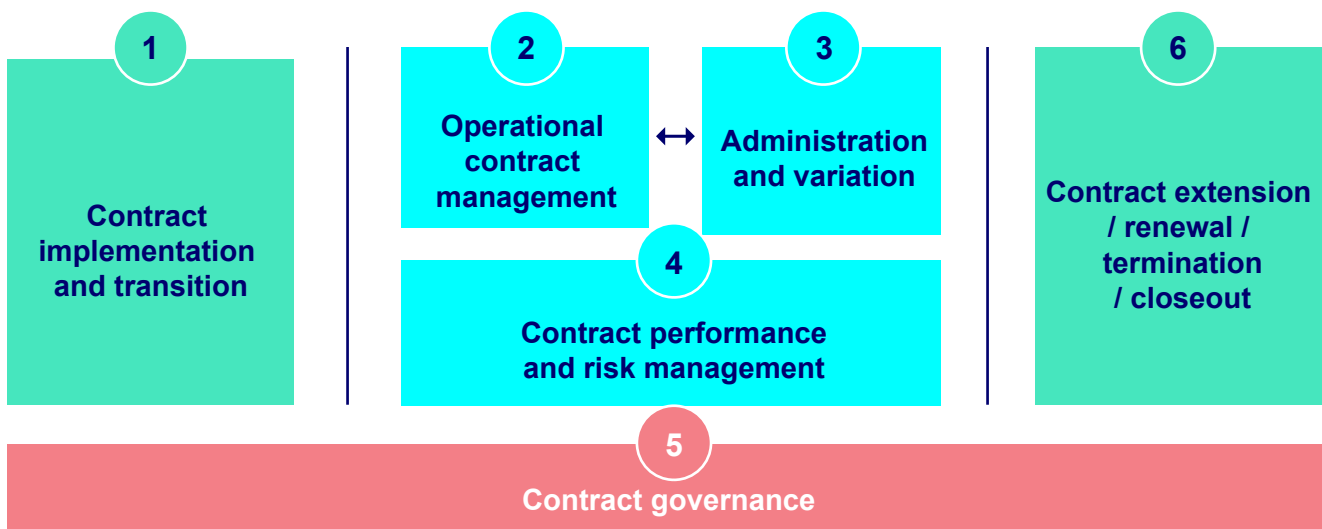 1
Contract
implementation
and transition
2
Operational
contract
management
3
Administration
and variation
4
Contract performance
and risk management
6
Contract extension
/ renewal /
termination
/ closeout
5
Contract governance